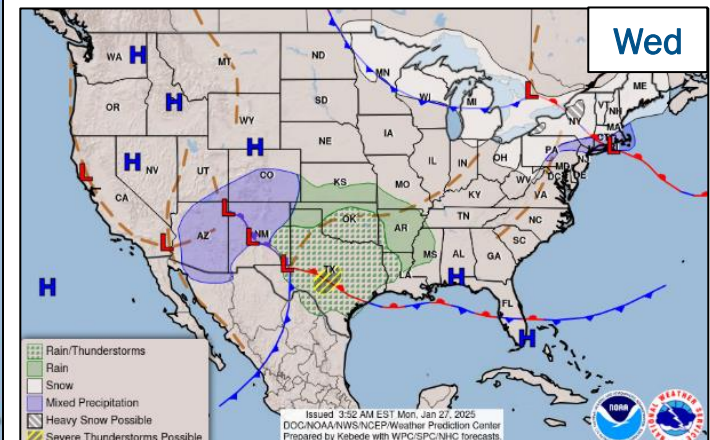 Wed
WA
H
MT
ND
MN
ME
OR
H
ID
SD
WI
MI
L
VT
NH
NY
MA
CT
L
WY
H
IA
PA
NJ
H
NV
UT
NE
IL
IN
OH
MD
DE
DC
WV
VA
L
CA
CO
KS
MO
KY
L
AZ
L
NM
L
L
OK
AR
TN
NC
SC
TX
LA
MS
AL
GA
H
H
FL
H
Rain/Thunderstorms
Rain
Snow
Mixed Precipitation
Heavy Snow Possible
Severe Thunderstorms Possible
Issued 3:52 AM EST Mon, Jan 27, 2025
DOC/NOAA/NWS/NCEP/Weather Prediction Center
Prepared by Kebede with WPC/SPC/NHC forecasts.
NOAA
NATIONAL WEATHER SERVICE